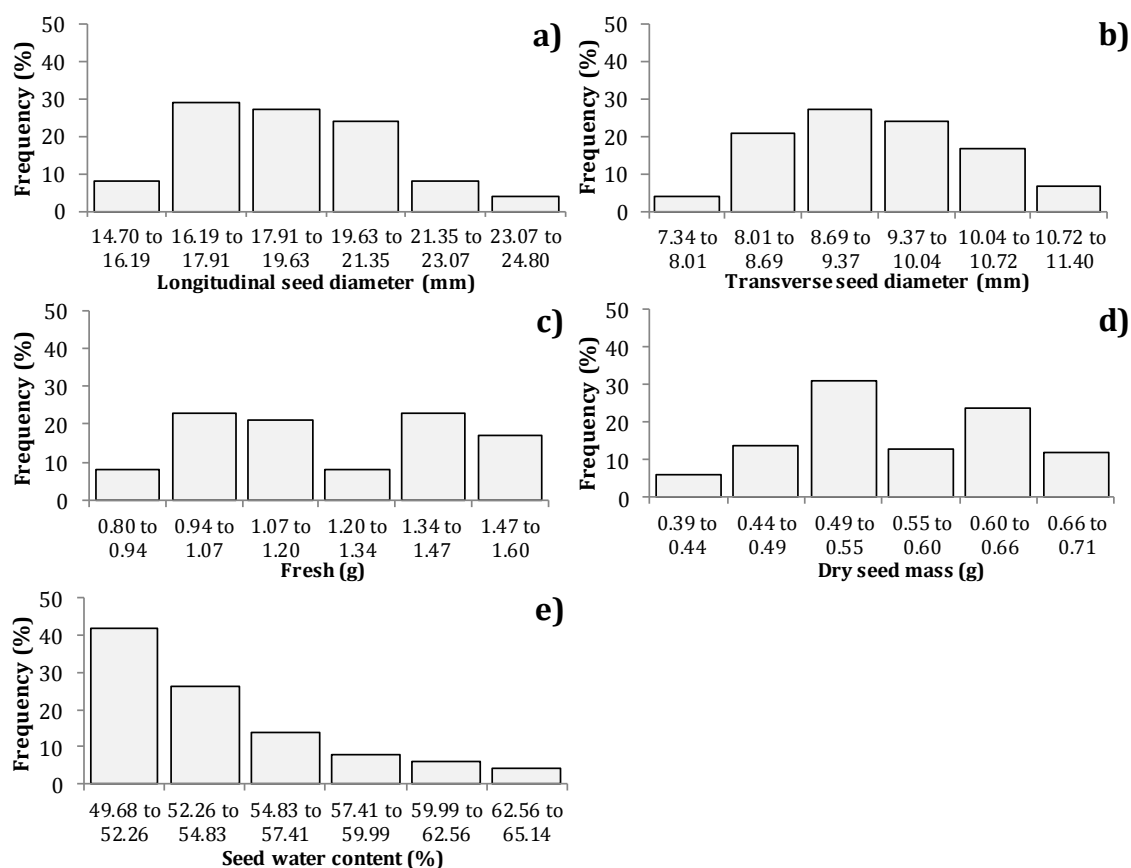 a)
Frequency (%)
50
40
30
20
10
0
14.70 to 16.19 to 17.91 to 19.63 to 21.35 to 23.07 to
16.19 17.91 19.63 21.35 23.07 24.80
Longitudinal seed diameter (mm)
b)
Frequency (%)
50
40
30
20
10
0
7.34 to 8.01 to 8.69 to 9.37 to 10.04 to 10.72 to
8.01 8.69 9.37 10.04 10.72 11.40
Transverse seed diameter (mm)
c)
Frequency (%)
50
40
30
20
10
0
0.80 to 0.94 to 1.07 to 1.20 to 1.34 to 1.47 to
0.94 1.07 1.20 1.34 1.47 1.60
Fresh (g)
d)
Frequency (%)
50
40
30
20
10
0
0.39 to 0.44 to 0.49 to 0.55 to 0.60 to 0.66 to
0.44 0.49 0.55 0.60 0.66 0.71
Dry seed mass (g)
e)
Frequency (%)
50
40
30
20
10
0
49.68 to 52.26 to 54.83 to 57.41 to 59.99 to 62.56 to
52.26 54.83 57.41 59.99 62.56 65.14
Seed water content (%)